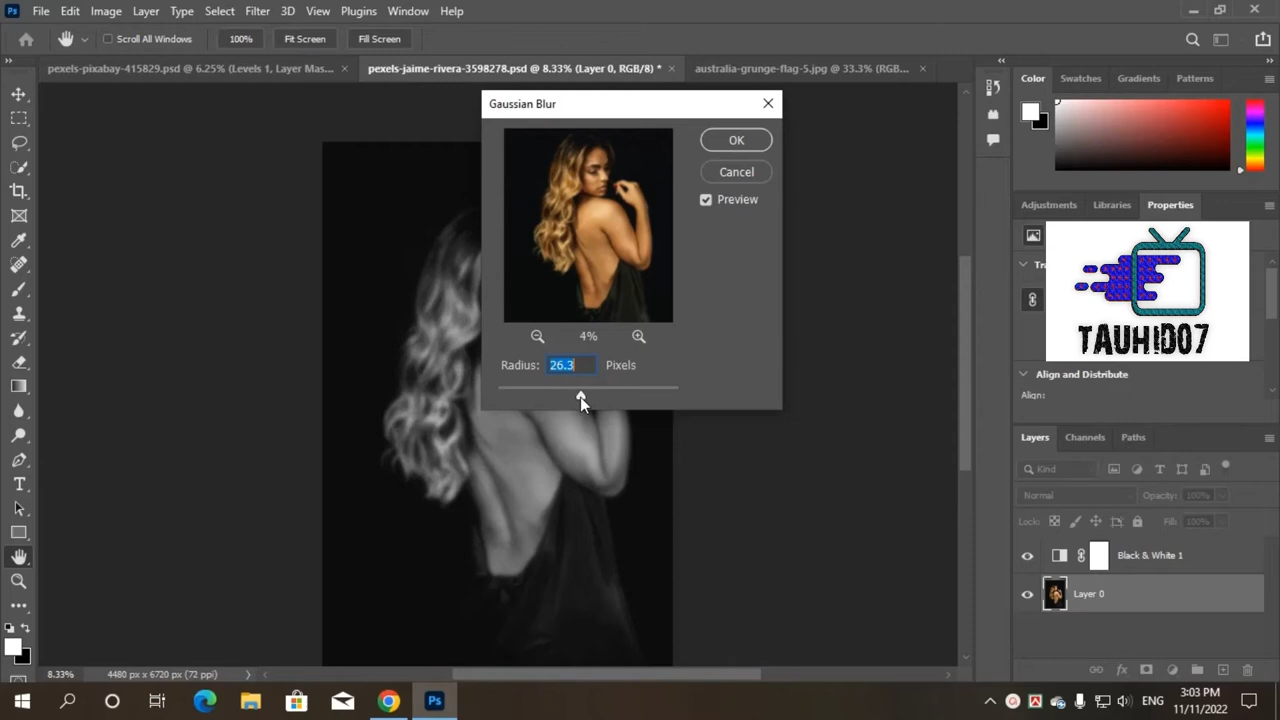 Ps File Edit Image Layer Type Select Filter 3D View Plugins Window Help
Scroll All Windows 100% Fit Screen Fill Screen
pexels-pixabay-415829.psd @ 6.25% (Levels 1, Layer Mas... × pexels-jaime-rivera-3598278.psd @ 8.33% (Layer 0, RGB/8) * × australia-grunge-flag-5.jpg @ 33.3% (RGB... ×
Color Swatches Gradients Patterns
Gaussian Blur
OK
Cancel
Preview
4%
Radius: 26.3 Pixels
Adjustments Libraries Properties
Tra
TAUHID07
Align and Distribute
Align:
Layers Channels Paths
Kind
Normal Opacity: 100%
Lock: Fill: 100%
Black & White 1
Layer 0
8.33% 4480 px x 6720 px (72 ppi)
Ps ENG 3:03 PM
11/11/2022